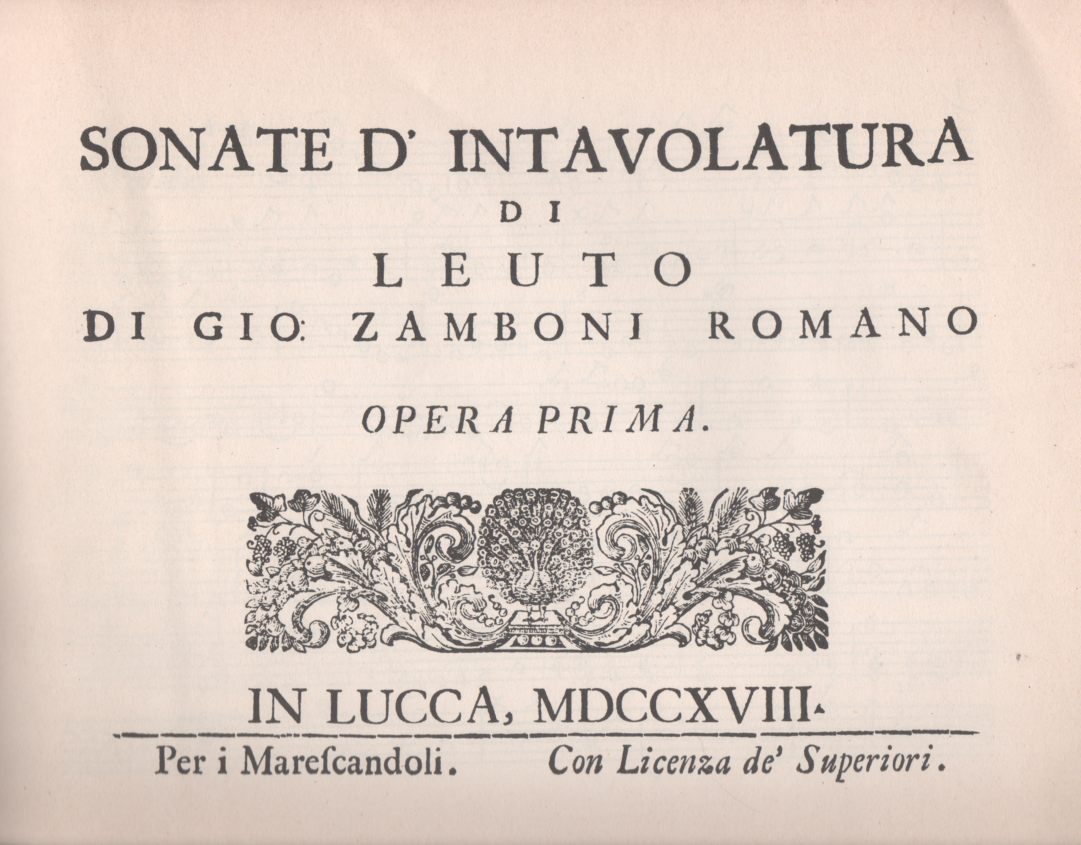 SONATE D' INTAVOLATURA
DI
LEUTO
DI GIO: ZAMBONI ROMANO
OPERA PRIMA.
IN LUCCA, MDCCXVIII.
Per i Mareſcandoli. Con Licenza de' Superiori.